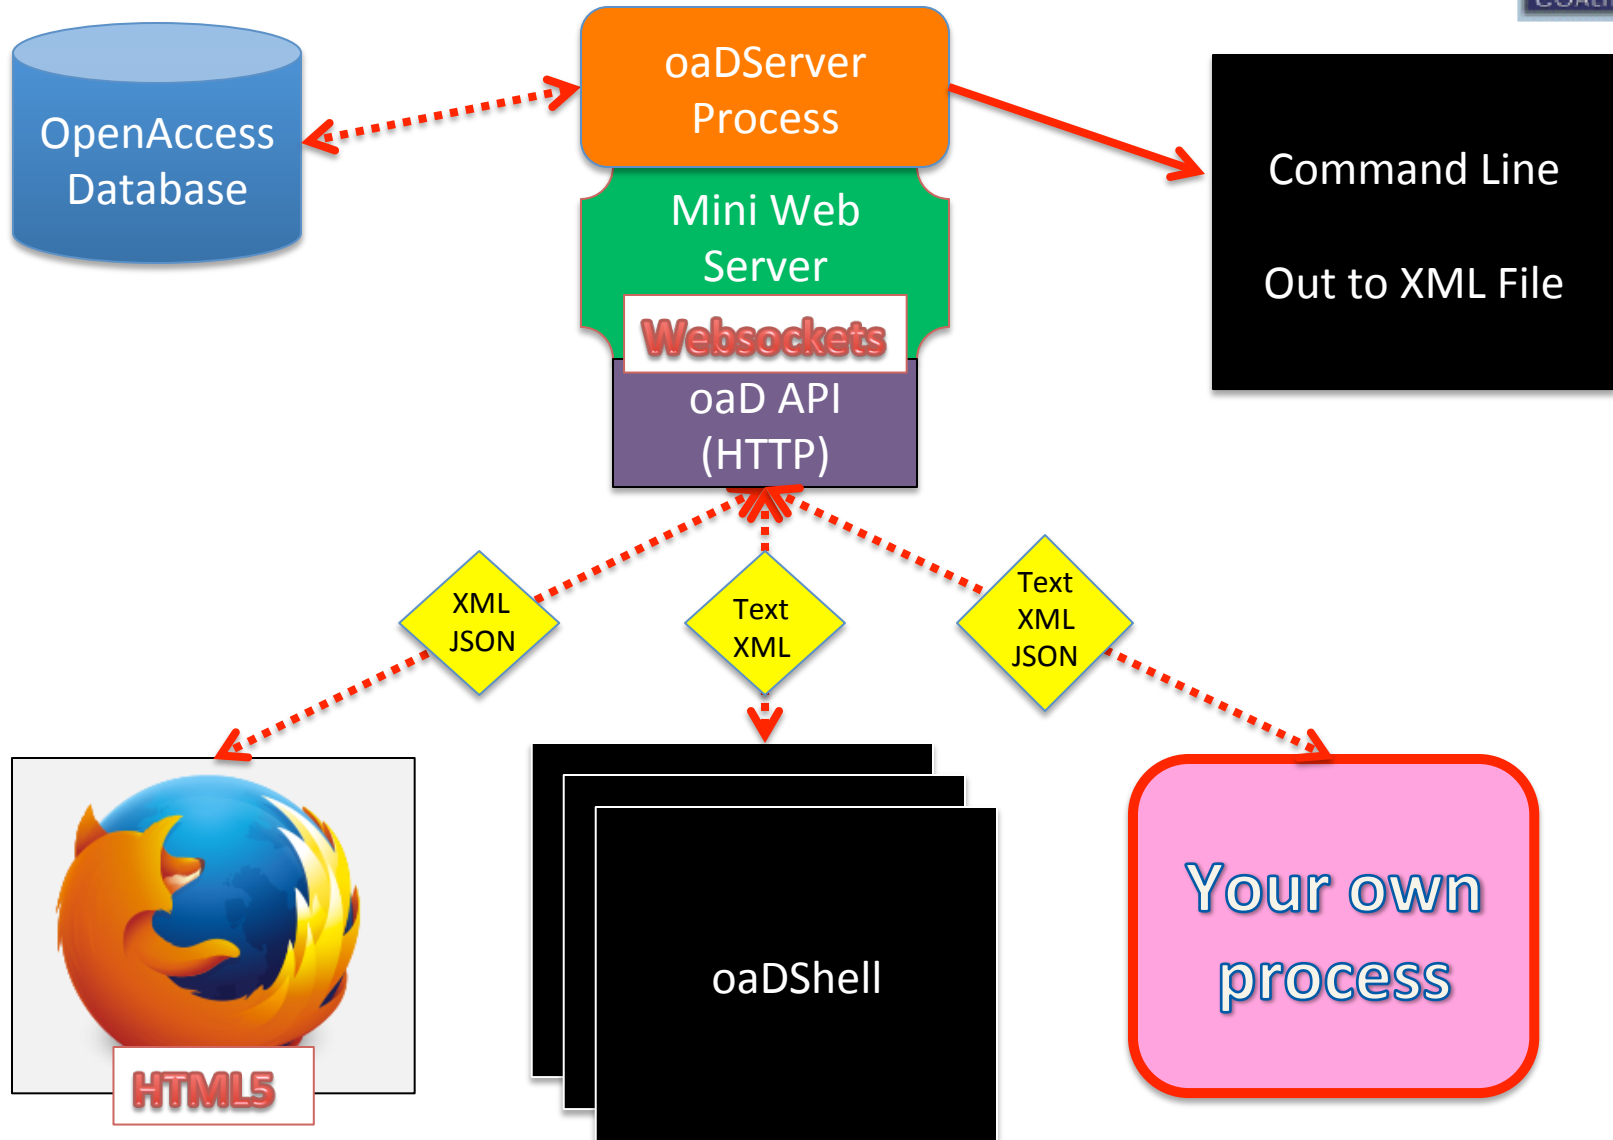 OpenAccess
Database
oaDServer
Process
Mini Web
Server
Websockets
oaD API
(HTTP)
Command Line
Out to XML File
XML
JSON
Text
XML
Text
XML
JSON
HTML5
oaDShell
Your own
process